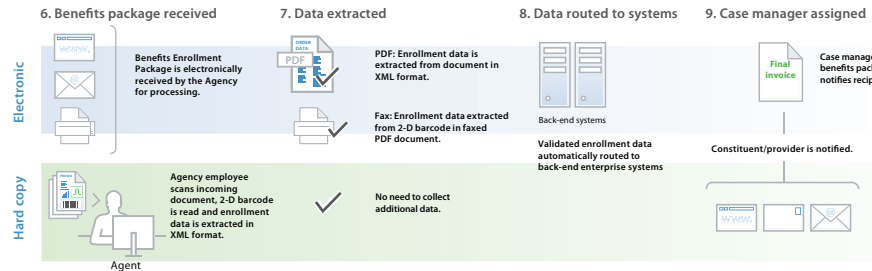 6. Benefits package received
7. Data extracted
8. Data routed to systems
9. Case manager assigned
Electronic
Benefits Enrollment
Package is electronically
received by the Agency
for processing.
ORDER
DATA
PDF
PDF: Enrollment data is
extracted from document in
XML format.
Fax: Enrollment data extracted
from 2-D barcode in faxed
PDF document.
Back-end systems
Validated enrollment data
automatically routed to
back-end enterprise systems
Final
invoice
Case manage
benefits pack
notifies recip
Constituent/provider is notified.
Hard copy
Agency employee
scans incoming
document, 2-D barcode
is read and enrollment
data is extracted in
XML format.
Agent
No need to collect
additional data.
@
@